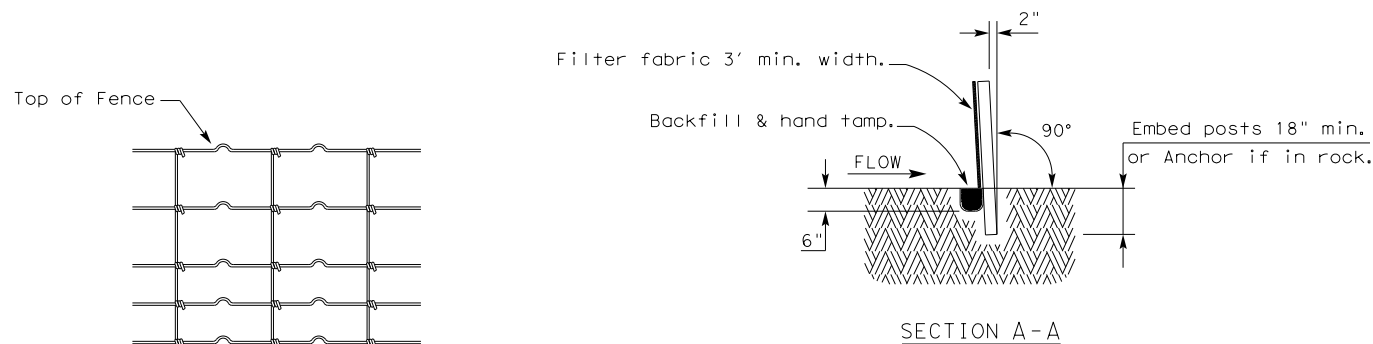 Top of Fence
2"
Filter fabric 3' min. width.
Backfill & hand tamp.
90°
Embed posts 18" min.
or Anchor if in rock.
FLOW
6"
SECTION A-A